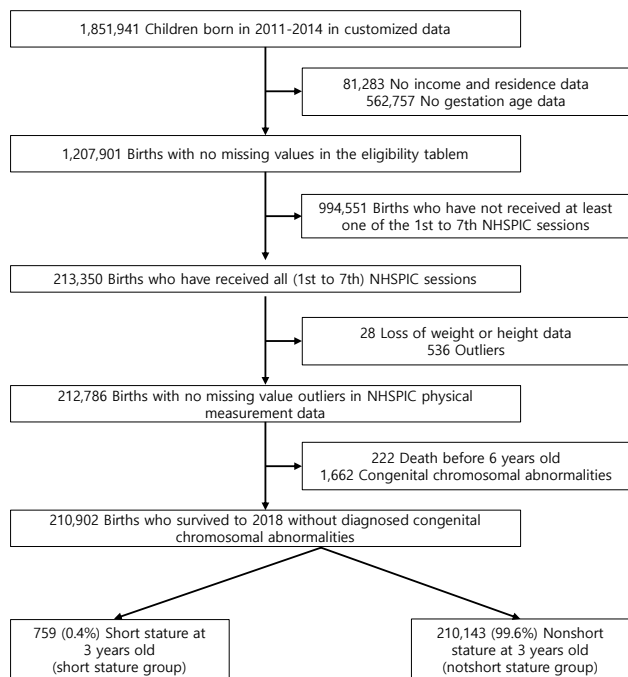 1,851,941 Children born in 2011-2014 in customized data
81,283 No income and residence data
562,757 No gestation age data
1,207,901 Births with no missing values in the eligibility tablem
994,551 Births who have not received at least
one of the 1st to 7th NHSPIC sessions
213,350 Births who have received all (1st to 7th) NHSPIC sessions
28 Loss of weight or height data
536 Outliers
212,786 Births with no missing value outliers in NHSPIC physical
measurement data
222 Death before 6 years old
1,662 Congenital chromosomal abnormalities
210,902 Births who survived to 2018 without diagnosed congenital
chromosomal abnormalities
759 (0.4%) Short stature at
3 years old
(short stature group)
210,143 (99.6%) Nonshort
stature at 3 years old
(notshort stature group)